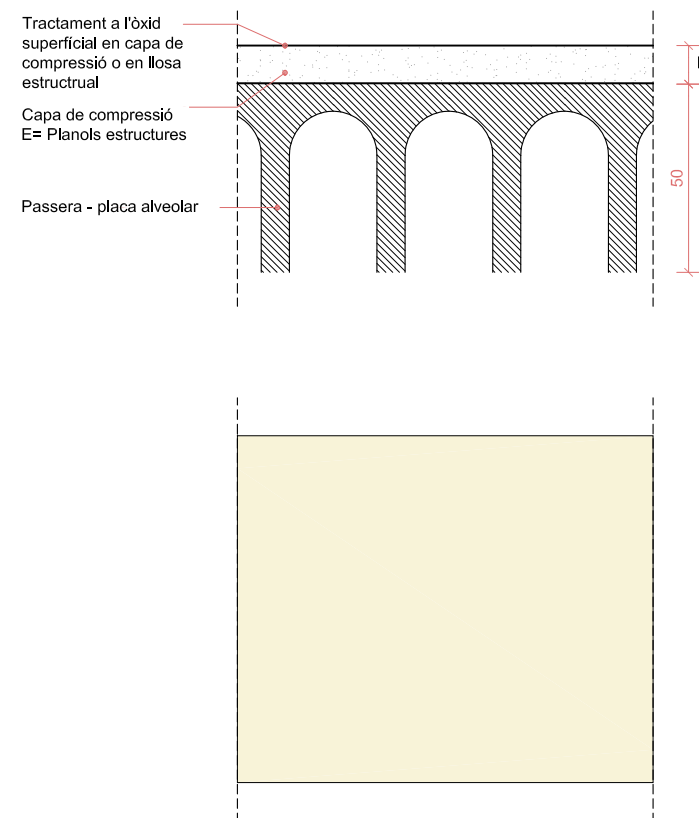 Tractament a l'òxid
superfícial en capa de
compressió o en llosa
estructrual
Capa de compressió
E= Planols estructures
Passera - placa alveolar
50